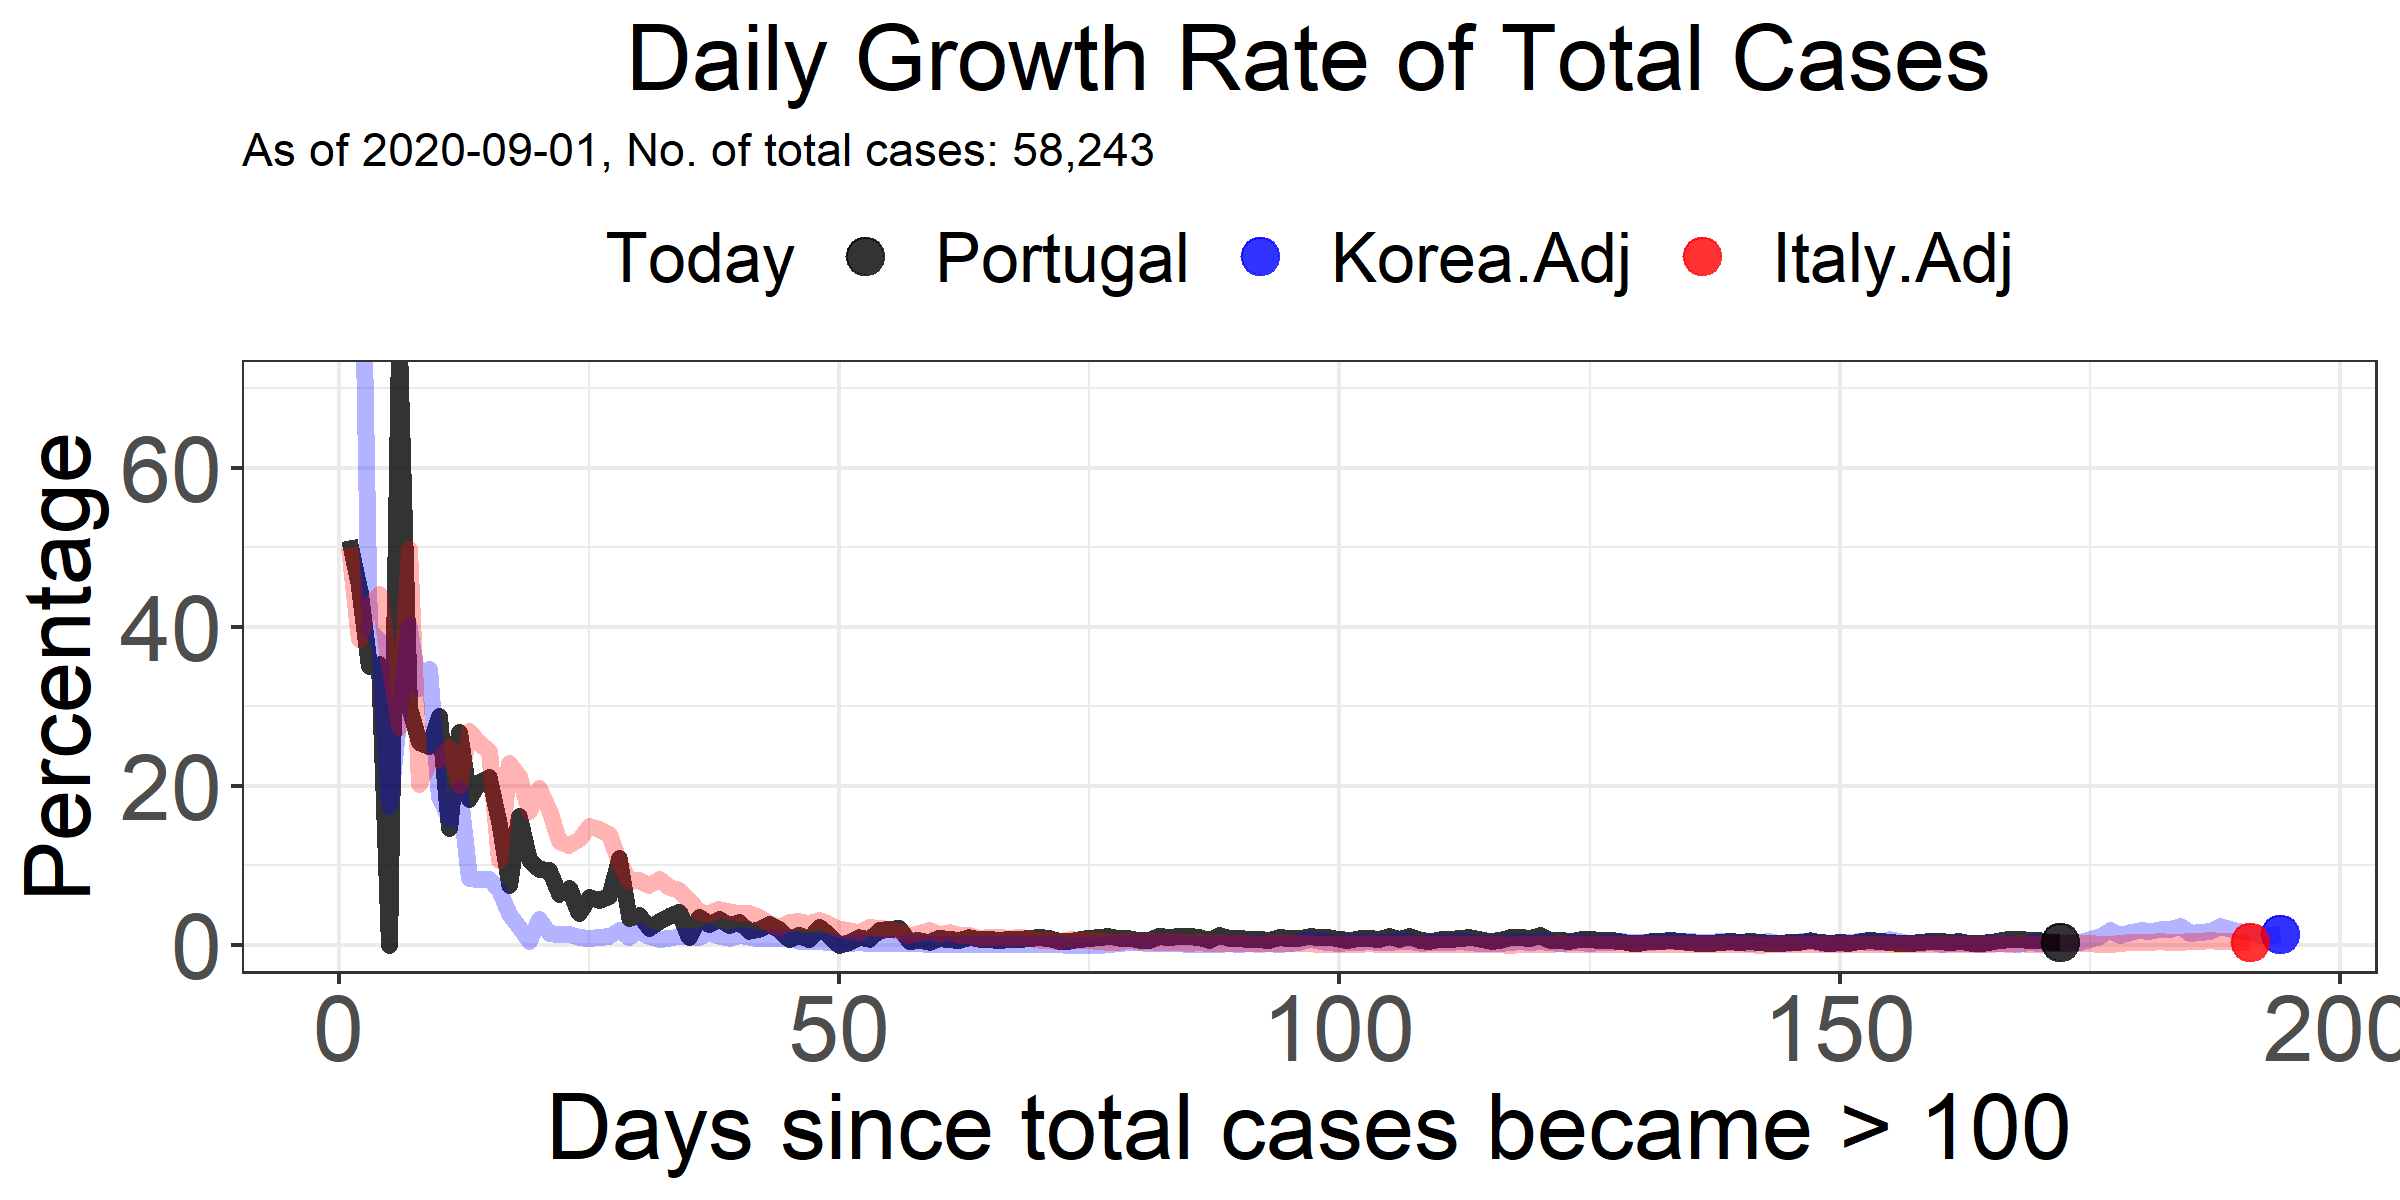 Daily Growth Rate of Total Cases
As of 2020-09-01, No. of total cases: 58,243
Today Portugal Korea.Adj Italy.Adj
Percentage
60
40
20
0
0 50 100 150 200
Days since total cases became > 100